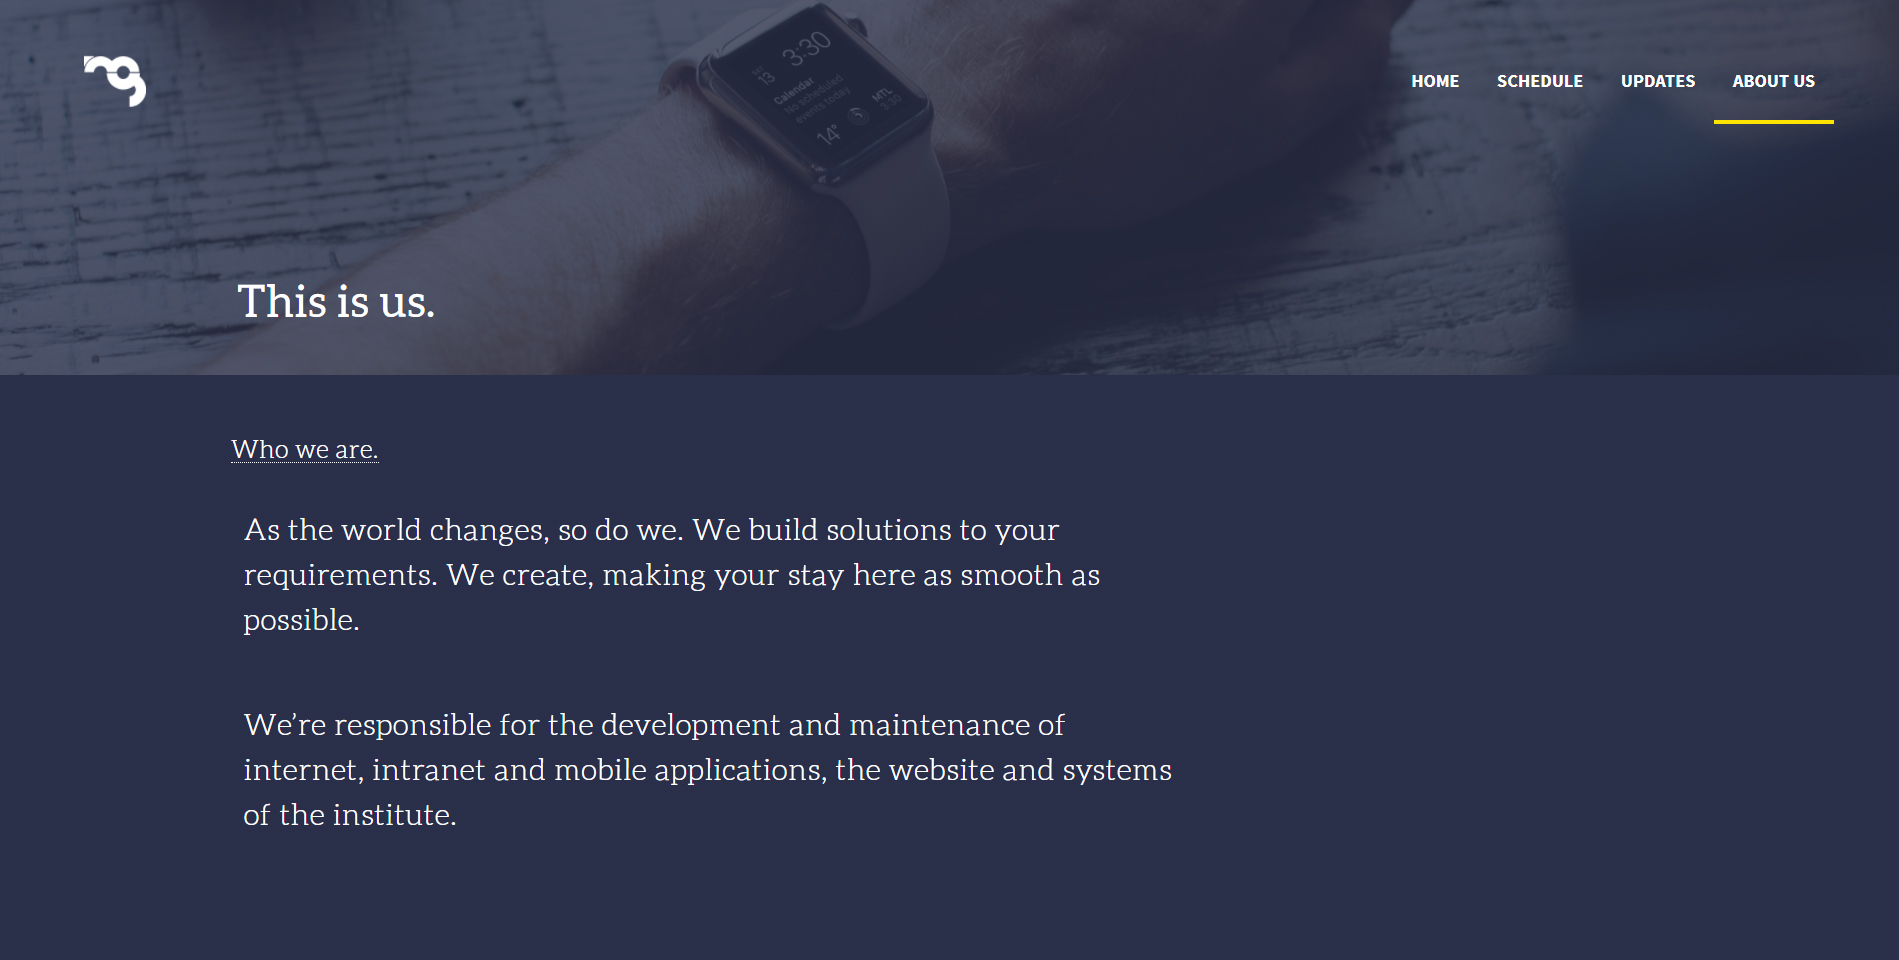 HOME SCHEDULE UPDATES ABOUT US
3:30
13
Calendar
No scheduled
events today
14°
MTL
3:30
This is us.
Who we are.
As the world changes, so do we. We build solutions to your
requirements. We create, making your stay here as smooth as
possible.
We’re responsible for the development and maintenance of
internet, intranet and mobile applications, the website and systems
of the institute.